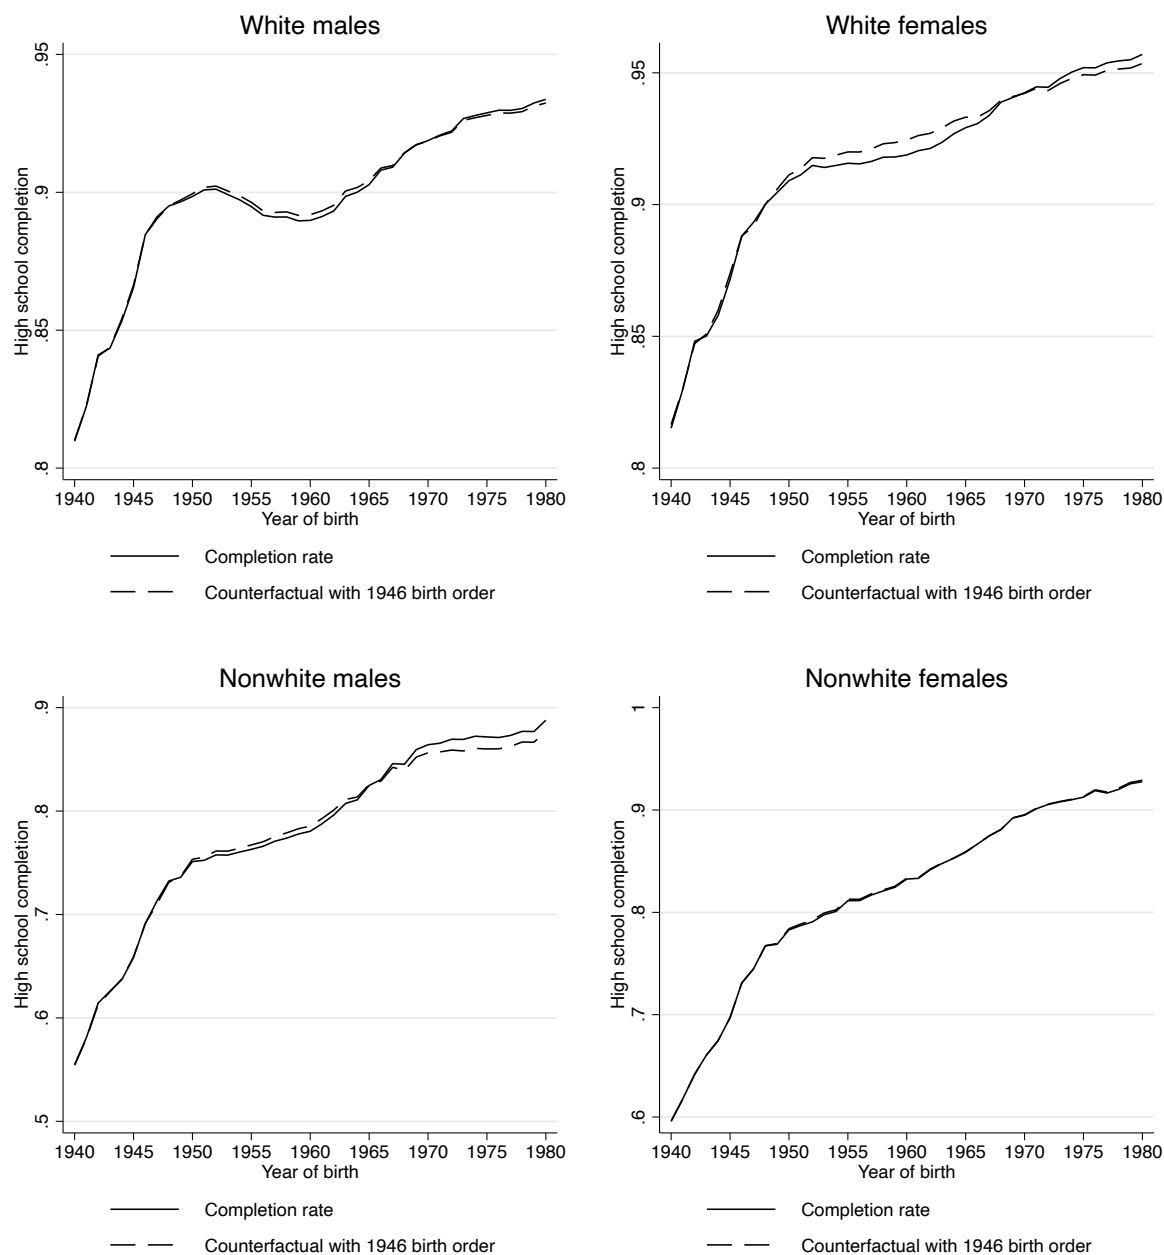 White males
White females
High school completion
.8 .85 .9 .95
1940 1945 1950 1955 1960 1965 1970 1975 1980
Year of birth
Completion rate
Counterfactual with 1946 birth order
High school completion
.8 .85 .9 .95
1940 1945 1950 1955 1960 1965 1970 1975 1980
Year of birth
Completion rate
Counterfactual with 1946 birth order
Nonwhite males
Nonwhite females
High school completion
.5 .6 .7 .8 .9
1940 1945 1950 1955 1960 1965 1970 1975 1980
Year of birth
Completion rate
Counterfactual with 1946 birth order
High school completion
.6 .7 .8 .9 1
1940 1945 1950 1955 1960 1965 1970 1975 1980
Year of birth
Completion rate
Counterfactual with 1946 birth order